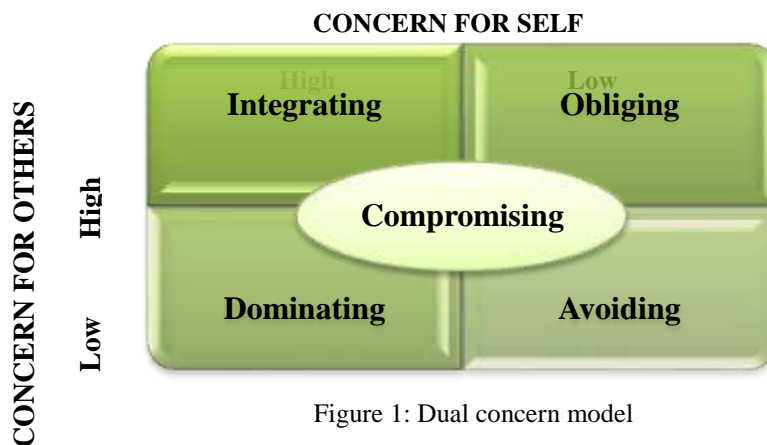 CONCERN FOR SELF
High Low
Integrating Obliging
CONCERN FOR OTHERS
High
Compromising
Dominating Avoiding
Low
Figure 1: Dual concern model